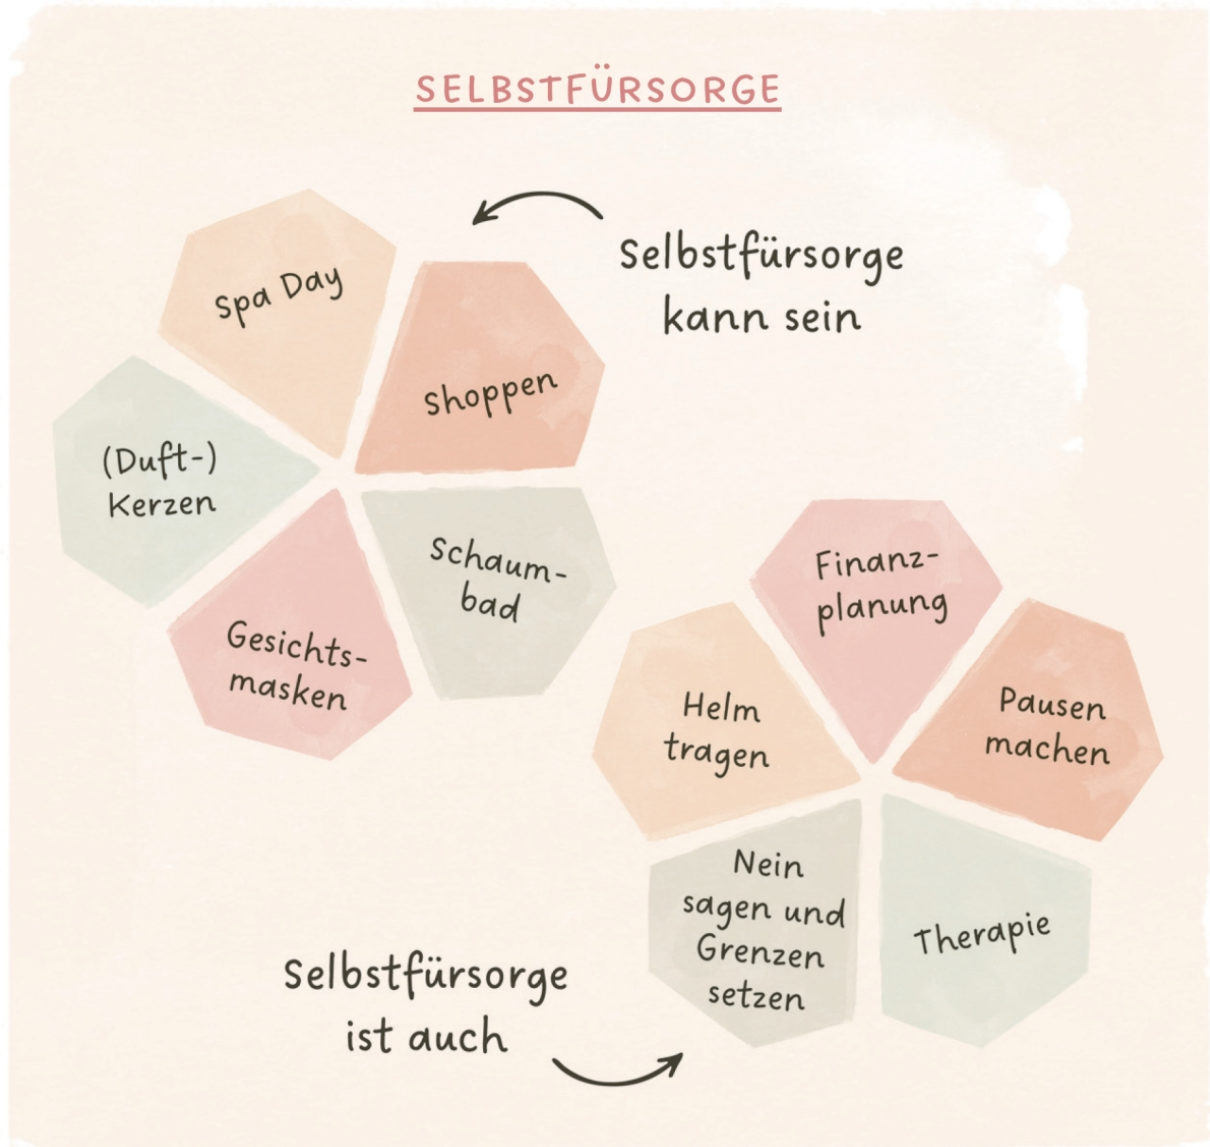 SELBSTFÜRSORGE
Selbstfürsorge
kann sein
Spa Day
Shoppen
(Duft-)
Kerzen
Schaum-
bad
Gesichts-
masken
Finanz-
planung
Helm
tragen
Pausen
machen
Nein
sagen und
Grenzen
setzen
Therapie
Selbstfürsorge
ist auch